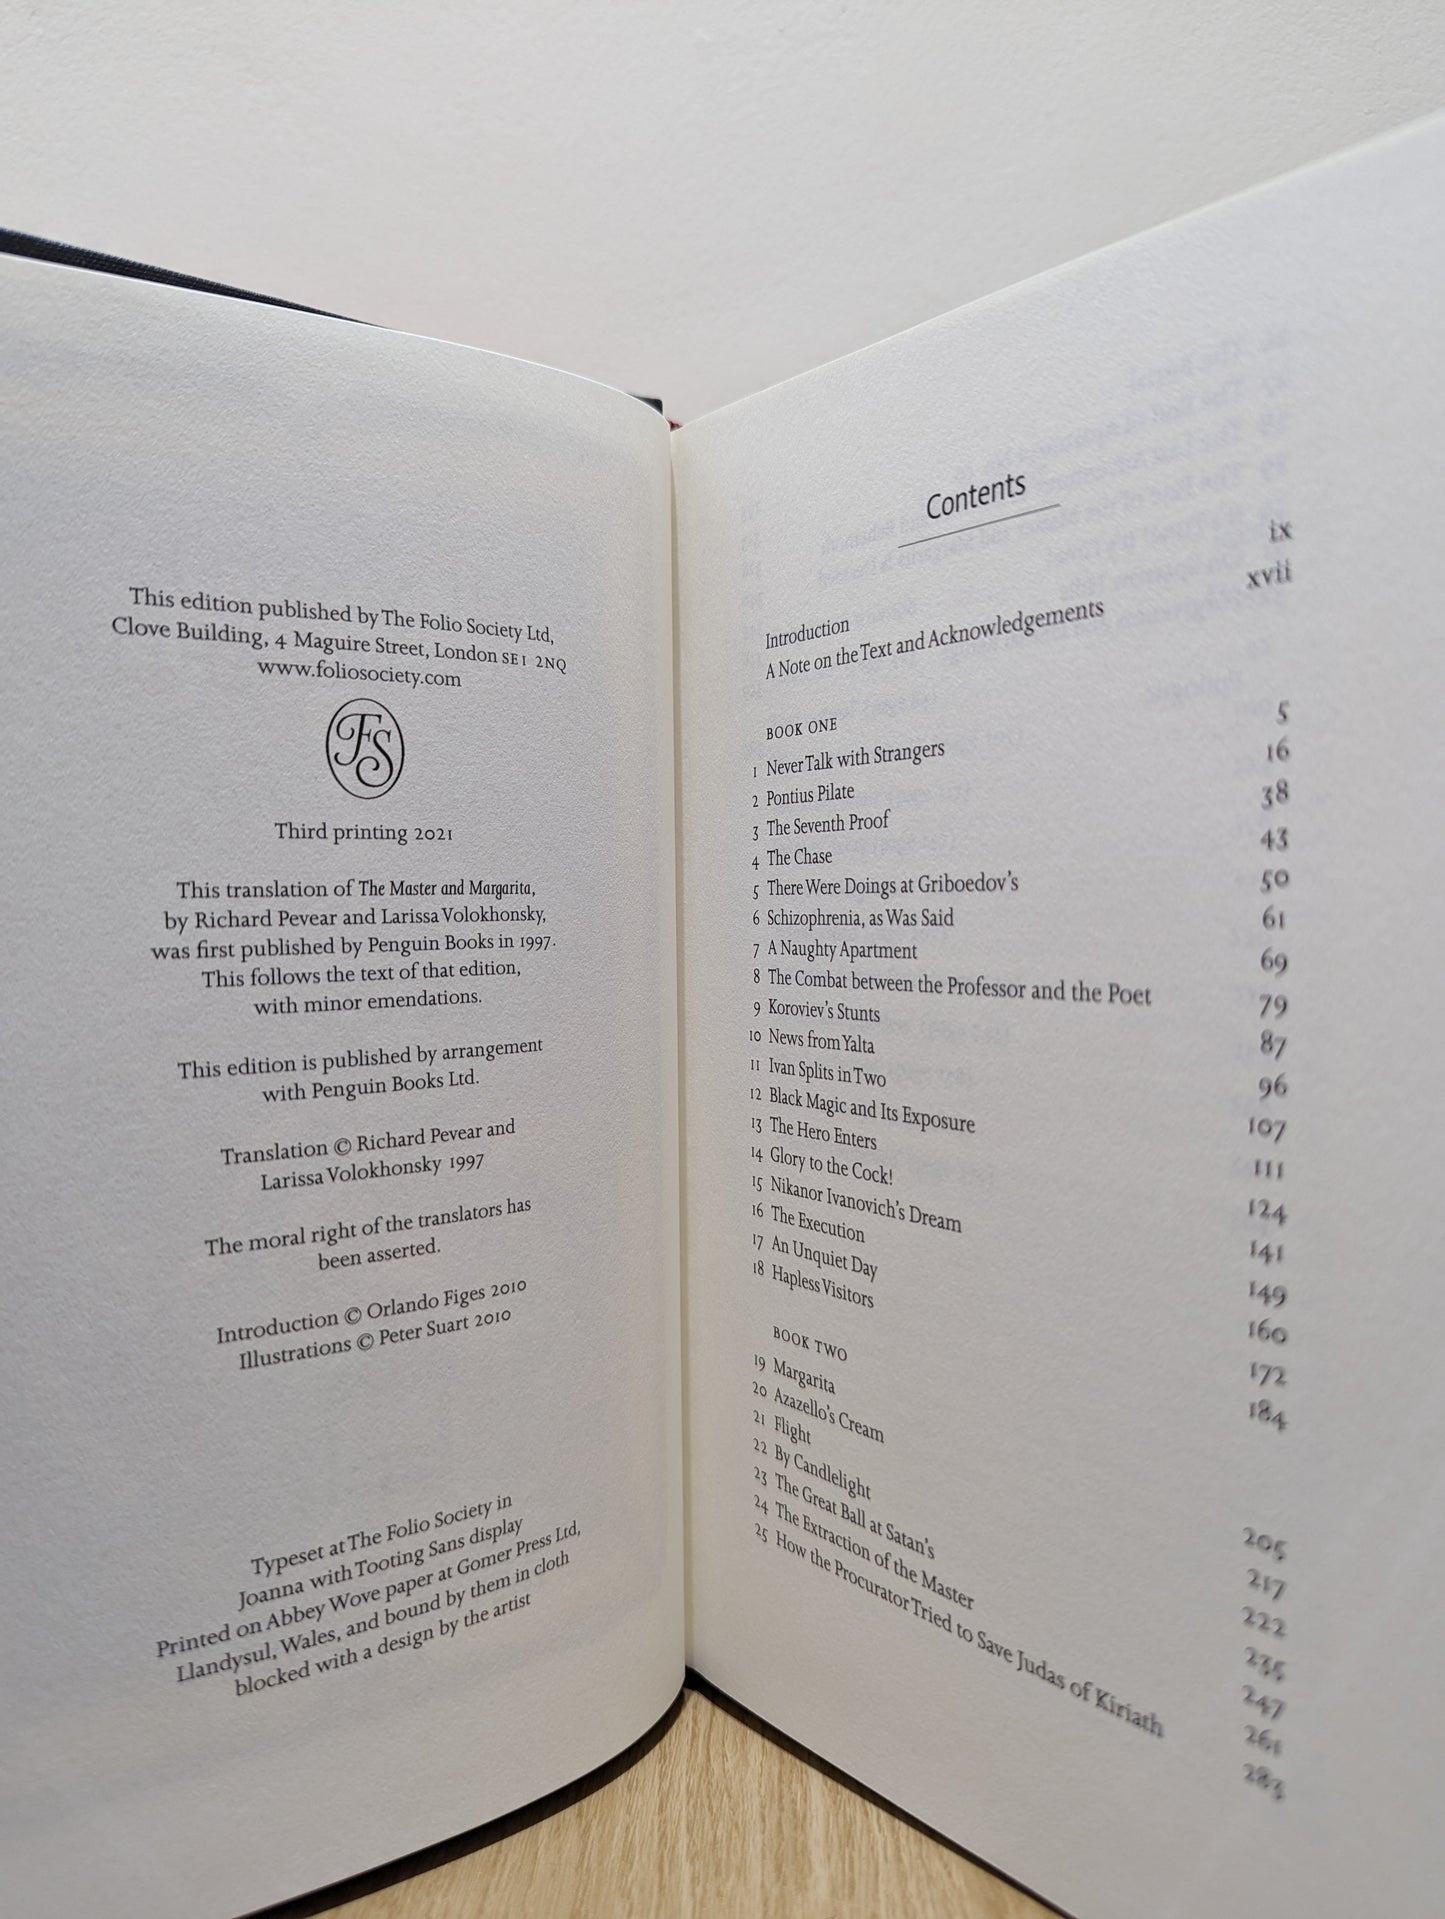 This edition published by The Folio Society Ltd,
Clove Building, 4 Maguire Street, London SE1 2NQ
www.foliosociety.com
FS
Third printing 2021
This translation of The Master and Margarita,
by Richard Pevear and Larissa Volokhonsky,
was first published by Penguin Books in 1997.
This follows the text of that edition,
with minor emendations.
This edition is published by arrangement
with Penguin Books Ltd.
Translation © Richard Pevear and
Larissa Volokhonsky 1997
The moral right of the translators has
been asserted.
Introduction © Orlando Figes 2010
Illustrations © Peter Suart 2010
Typeset at The Folio Society in
Joanna with Tooting Sans display
Printed on Abbey Wove paper at Gomer Press Ltd,
Llandysul, Wales, and bound by them in cloth
blocked with a design by the artist
Contents
Introduction ix
A Note on the Text and Acknowledgements xvii
BOOK ONE
1 Never Talk with Strangers 5
2 Pontius Pilate 16
3 The Seventh Proof 38
4 The Chase 43
5 There Were Doings at Griboedov's 50
6 Schizophrenia, as Was Said 61
7 A Naughty Apartment 69
8 The Combat between the Professor and the Poet 79
9 Koroviev's Stunts 87
10 News from Yalta 96
11 Ivan Splits in Two 107
12 Black Magic and Its Exposure 111
13 The Hero Enters 124
14 Glory to the Cock! 141
15 Nikanor Ivanovich's Dream 149
16 The Execution 160
17 An Unquiet Day 172
18 Hapless Visitors 184
BOOK TWO
19 Margarita 205
20 Azazello's Cream 217
21 Flight 222
22 By Candlelight 235
23 The Great Ball at Satan's 247
24 The Extraction of the Master 261
25 How the Procurator Tried to Save Judas of Kiriath 283